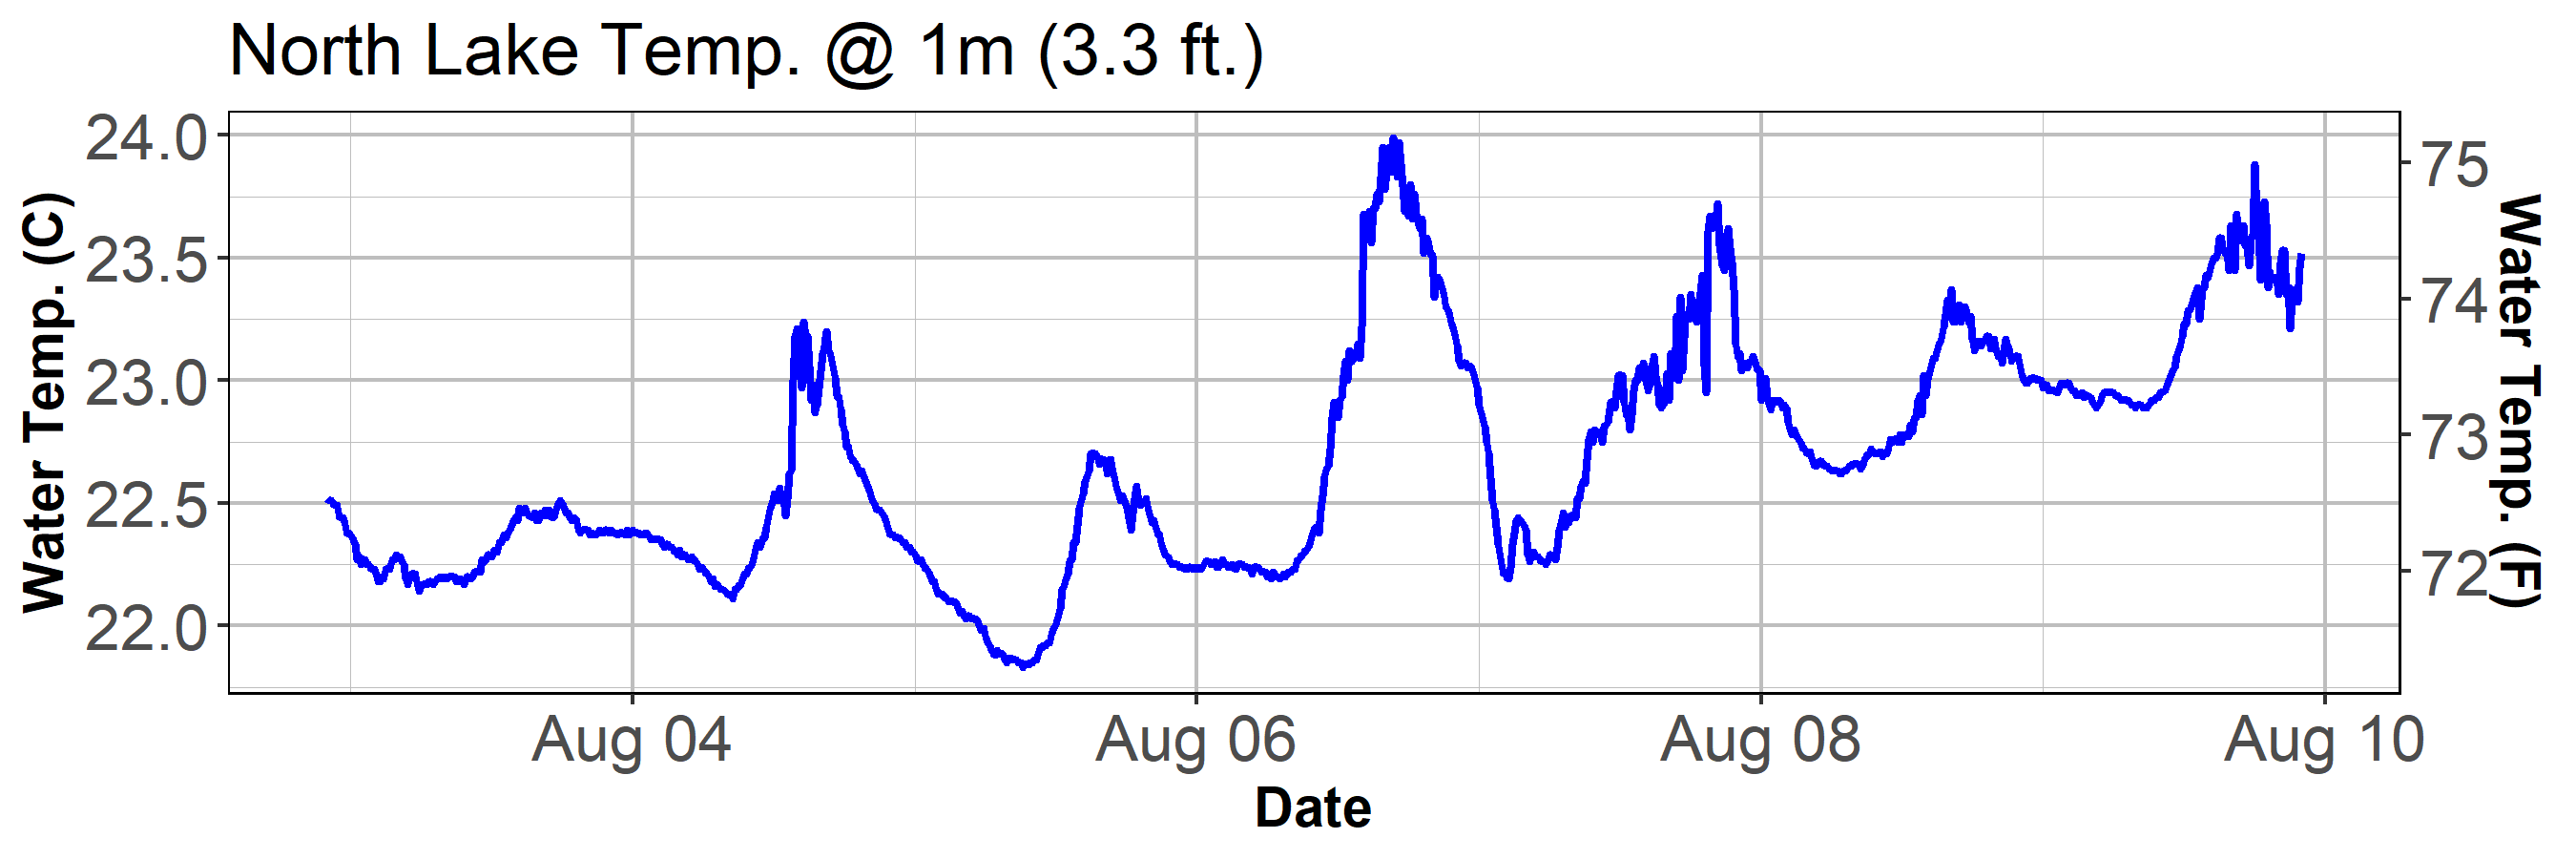 North Lake Temp. @ 1m (3.3 ft.)
Water Temp. (C)
24.0
23.5
23.0
22.5
22.0
75
74
73
72
Water Temp. (F)
Aug 04
Aug 06
Aug 08
Aug 10
Date